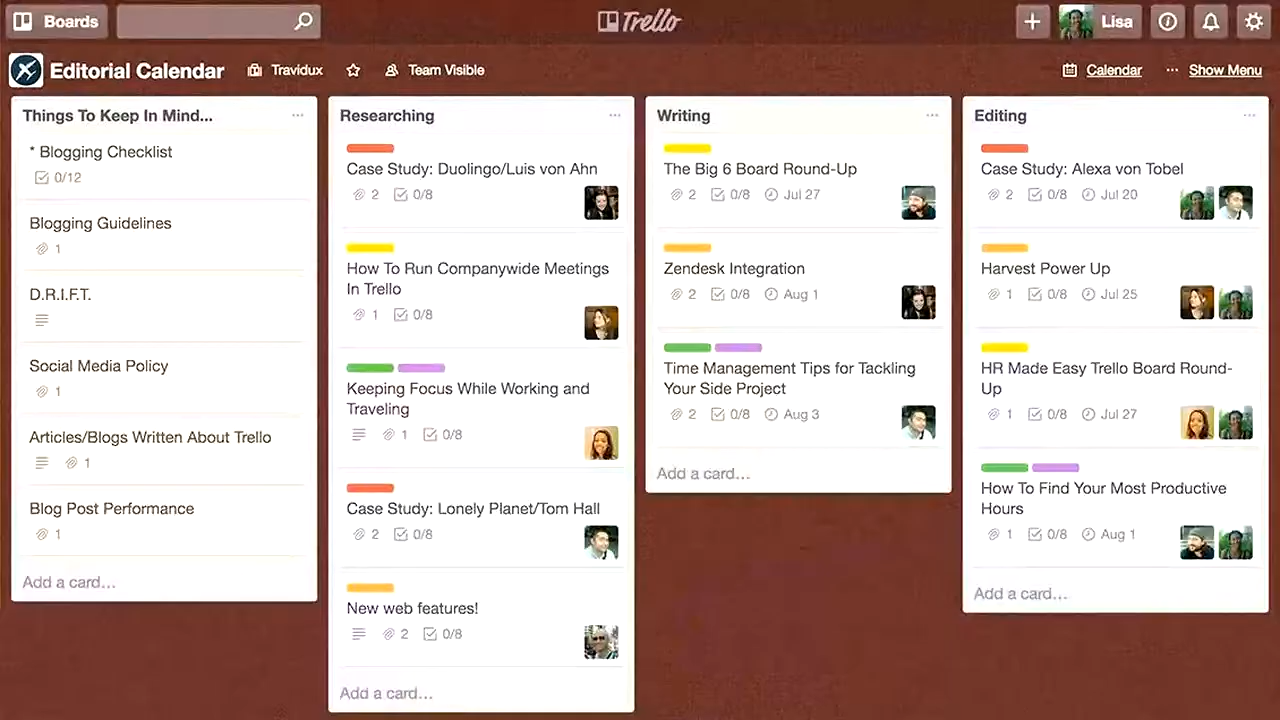 Boards
Trello
Lisa
Editorial Calendar
Travidux
Team Visible
Calendar
··· Show Menu
Things To Keep In Mind...
* Blogging Checklist
0/12
Blogging Guidelines
1
D.R.I.F.T.
Social Media Policy
1
Articles/Blogs Written About Trello
1
Blog Post Performance
1
Add a card...
Researching
Case Study: Duolingo/Luis von Ahn
2 0/8
How To Run Companywide Meetings
In Trello
1 0/8
Keeping Focus While Working and
Traveling
1 0/8
Case Study: Lonely Planet/Tom Hall
2 0/8
New web features!
2 0/8
Add a card...
Writing
The Big 6 Board Round-Up
2 0/8 Jul 27
Zendesk Integration
2 0/8 Aug 1
Time Management Tips for Tackling
Your Side Project
2 0/8 Aug 3
Add a card...
Editing
Case Study: Alexa von Tobel
2 0/8 Jul 20
Harvest Power Up
1 0/8 Jul 25
HR Made Easy Trello Board Round-
Up
1 0/8 Jul 27
How To Find Your Most Productive
Hours
1 0/8 Aug 1
Add a card...